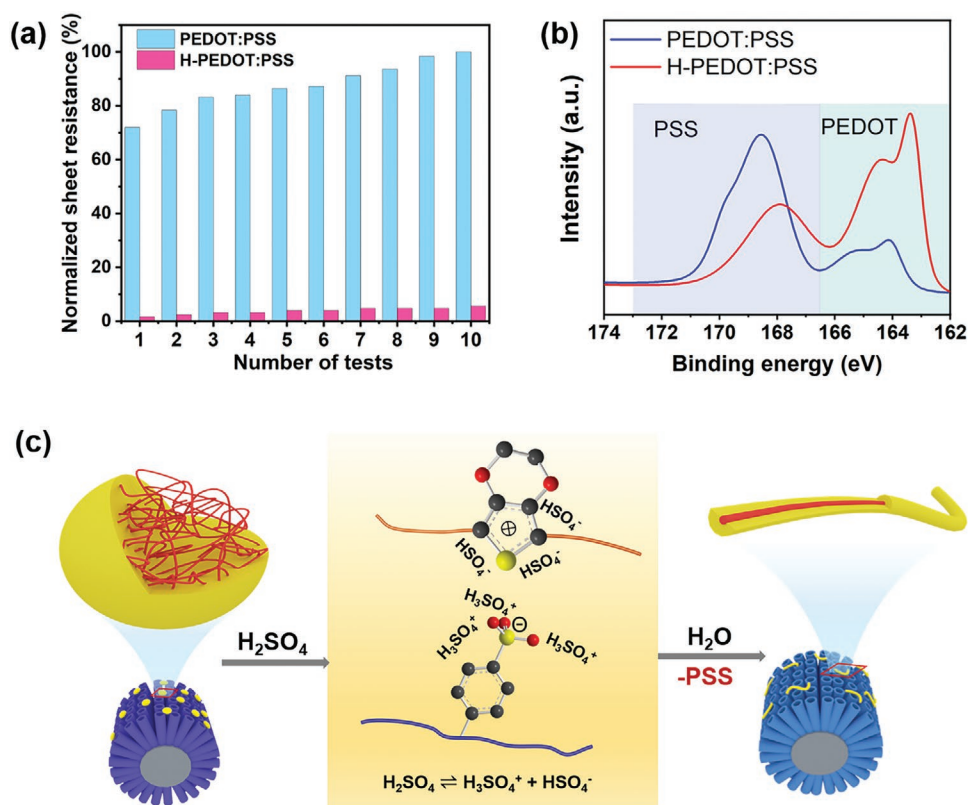 (a)
Normalized sheet resistance (%)
100
80
60
40
20
0
PEDOT:PSS
H-PEDOT:PSS
1 2 3 4 5 6 7 8 9 10
Number of tests
(b)
Intensity (a.u.)
PEDOT:PSS
H-PEDOT:PSS
PSS
PEDOT
174 172 170 168 166 164 162
Binding energy (eV)
(c)
H₂SO₄
HSO₄⁻
HSO₄⁻
HSO₄⁻
⊕
H₃SO₄⁺
H₃SO₄⁺
⊖
H₃SO₄⁺
H₂SO₄ ⇌ H₃SO₄⁺ + HSO₄⁻
H₂O
-PSS